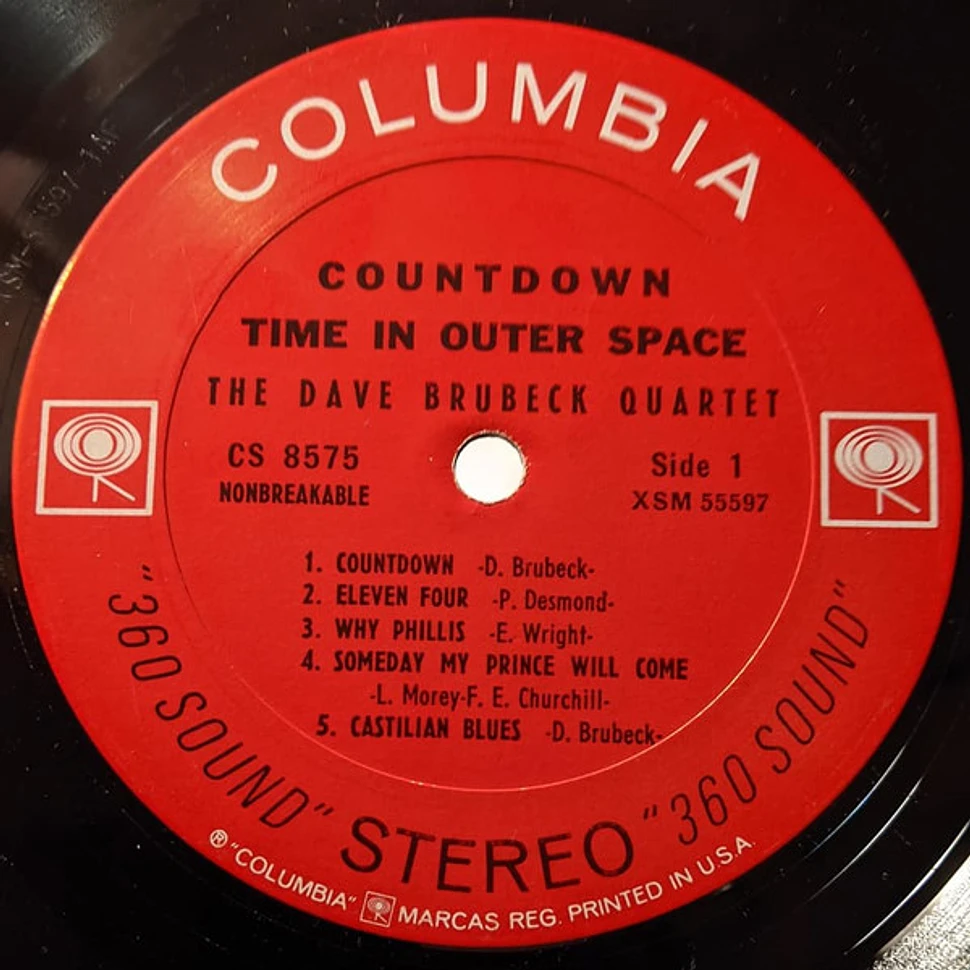 COLUMBIA
COUNTDOWN
TIME IN OUTER SPACE
THE DAVE BRUBECK QUARTET
CS 8575
NONBREAKABLE
Side 1
XSM 55597
1. COUNTDOWN -D. Brubeck-
2. ELEVEN FOUR -P. Desmond-
3. WHY PHILLIS -E. Wright-
4. SOMEDAY MY PRINCE WILL COME
-L. Morey-F. E. Churchill-
5. CASTILIAN BLUES -D. Brubeck-
"360 SOUND" STEREO "360 SOUND"
® "COLUMBIA" MARCAS REG. PRINTED IN U.S.A.